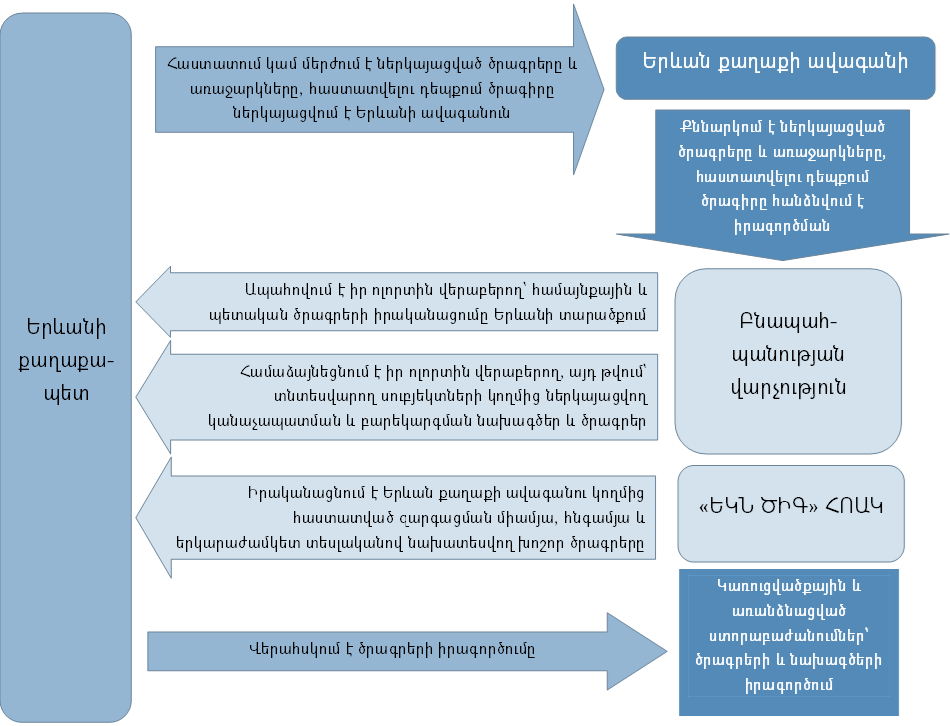 Հաստատում կամ մերժում է ներկայացված ծրագրերը և
առաջարկները, հաստատվելու դեպքում ծրագիրը
ներկայացվում է Երևանի ավագանուն
Երևան քաղաքի ավագանի
Քննարկում է ներկայացված
ծրագրերը և առաջարկները,
հաստատվելու դեպքում
ծրագիրը հանձնվում է
իրագործման
Երևանի
քաղաքա-
պետ
Ապահովում է իր ոլորտին վերաբերող՝ համայնքային և
պետական ծրագրերի իրականացումը Երևանի տարածքում
Համաձայնեցնում է իր ոլորտին վերաբերող, այդ թվում՝
տնտեսվարող սուբյեկտների կողմից ներկայացվող
կանաչապատման և բարեկարգման նախագծեր և ծրագրեր
Բնապահ-
պանության
վարչություն
Իրականացնում է Երևան քաղաքի ավագանու կողմից
հաստատված զարգացման միամյա, հնգամյա և
երկարաժամկետ տեսլականով նախատեսվող խոշոր ծրագրերը
«ԵԿՆ ԾԻԳ» ՀՈԱԿ
Վերահսկում է ծրագրերի իրագործումը
Կառուցվածքային և
առանձնացված
ստորաբաժանումներ՝
ծրագրերի և նախագծերի
իրագործում